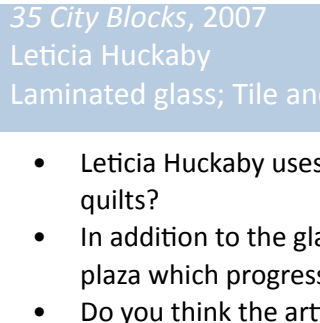 35 City Blocks, 2007
Leticia Huckaby
Laminated glass; Tile and
• Leticia Huckaby uses
quilts?
• In addition to the gla
plaza which progress
• Do you think the arti